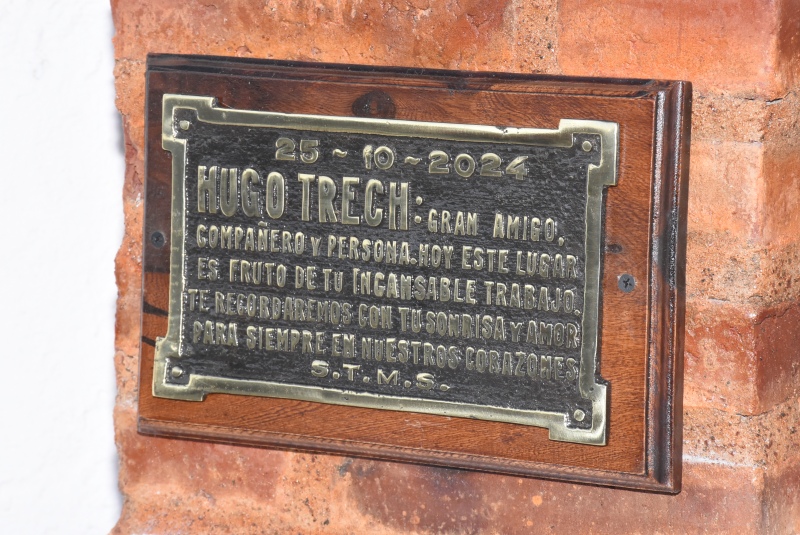 25 ~ 10 ~ 2024
HUGO TRECH: GRAN AMIGO,
COMPAÑERO Y PERSONA. HOY ESTE LUGAR
ES FRUTO DE TU INCANSABLE TRABAJO.
TE RECORDAREMOS CON TU SONRISA Y AMOR
PARA SIEMPRE EN NUESTROS CORAZONES
S.T.M.S.